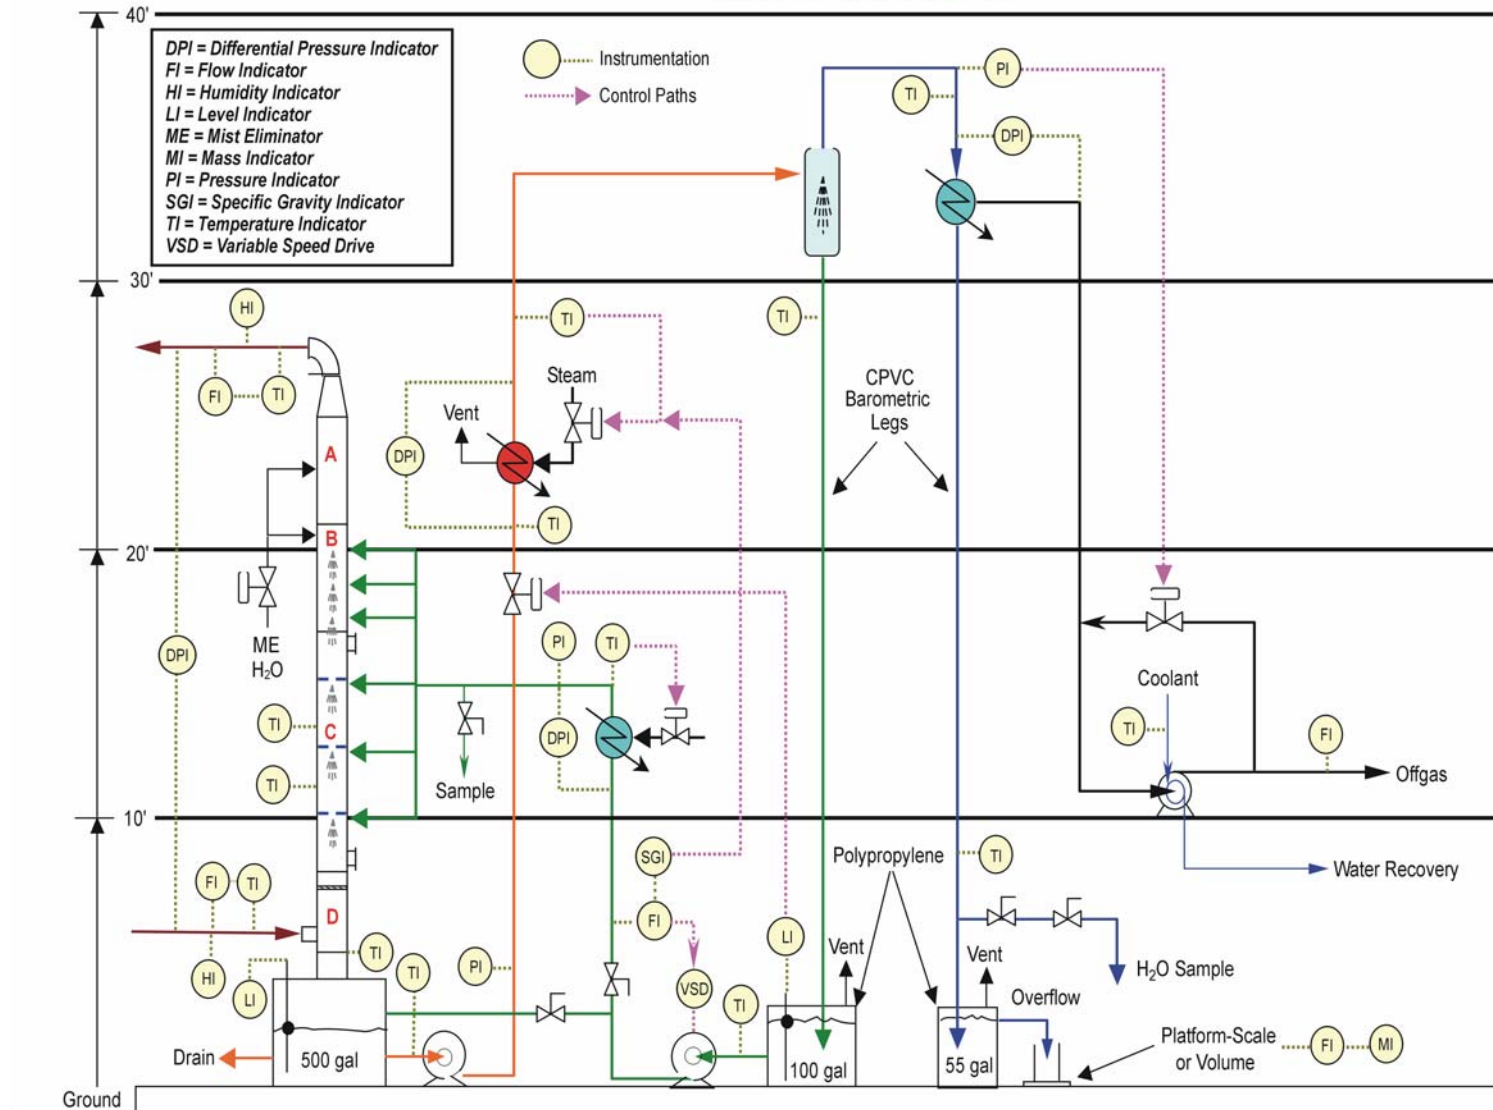 40'
DPI = Differential Pressure Indicator
FI = Flow Indicator
HI = Humidity Indicator
LI = Level Indicator
ME = Mist Eliminator
MI = Mass Indicator
PI = Pressure Indicator
SGI = Specific Gravity Indicator
TI = Temperature Indicator
VSD = Variable Speed Drive
Instrumentation
Control Paths
PI
TI
DPI
30'
HI
TI
TI
FI
TI
Steam
Vent
CPVC
Barometric
Legs
A
DPI
TI
B
20'
ME
H₂O
DPI
PI
TI
Coolant
TI
C
DPI
TI
FI
TI
Sample
Offgas
10'
SGI
Polypropylene
TI
Water Recovery
FI
TI
D
FI
LI
HI
LI
TI
TI
PI
VSD
TI
Vent
Vent
H₂O Sample
Overflow
Drain
500 gal
100 gal
55 gal
Platform-Scale
or Volume
FI
MI
Ground